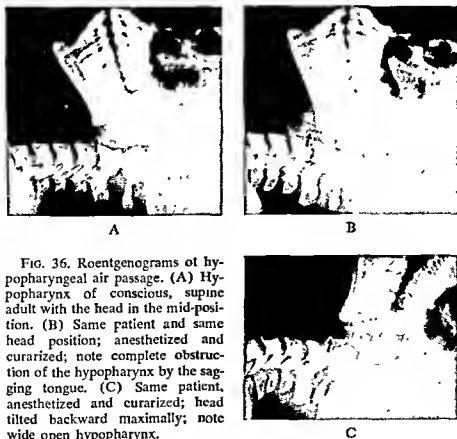 A
B
FIG. 36. Roentgenograms of hy-
popharyngeal air passage. (A) Hy-
popharynx of conscious, supine
adult with the head in the mid-posi-
tion. (B) Same patient and same
head position; anesthetized and
curarized; note complete obstruc-
tion of the hypopharynx by the sag-
ging tongue. (C) Same patient,
anesthetized and curarized; head
tilted backward maximally; note
wide open hypopharynx.
C